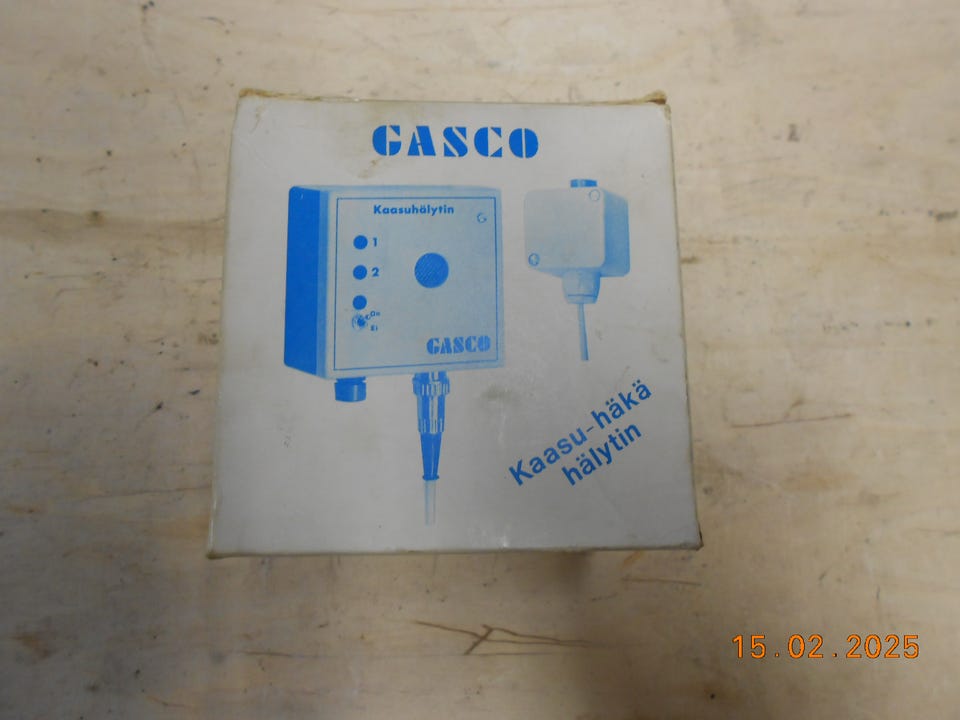 GASCO
Kaasuhälytin
G
1
2
On
Ei
GASCO
Kaasu-häkä
hälytin
15.02.2025